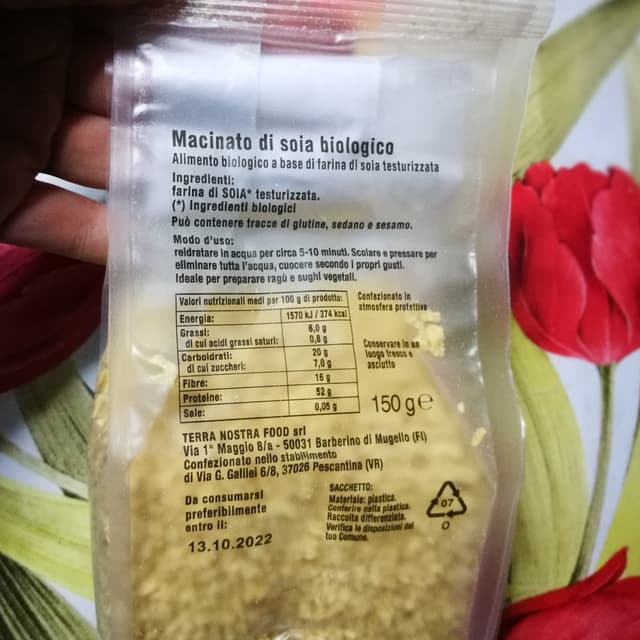 Macinato di soia biologico
Alimento biologico a base di farina di soia testurizzata
Ingredienti:
farina di SOIA* testurizzata.
(*) Ingredienti biologici
Può contenere tracce di glutine, sedano e sesamo.
Modo d'uso:
reidratare in acqua per circa 5-10 minuti. Scolare e pressare per
eliminare tutta l'acqua, cuocere secondo i propri gusti.
Ideale per preparare ragù e sughi vegetali.
Valori nutrizionali medi per 100 g di prodotto:
Energia: 1570 kJ / 374 kcal
Grassi: 6,0 g
di cui acidi grassi saturi: 0,8 g
Carboidrati: 20 g
di cui zuccheri: 7,0 g
Fibre: 16 g
Proteine: 52 g
Sale: 0,05 g
Confezionato in
atmosfera protettiva
Conservare in un
luogo fresco e
asciutto
150 g e
TERRA NOSTRA FOOD srl
Via 1° Maggio 8/a - 50031 Barberino di Mugello (FI)
Confezionato nello stabilimento
di Via G. Galilei 6/8, 37026 Pescantina (VR)
Da consumarsi
preferibilmente
entro il:
13.10.2022
SACCHETTO:
Materiale: plastica.
Conferire nella plastica.
Raccolta differenziata.
Verifica le disposizioni del
tuo Comune.
07
O